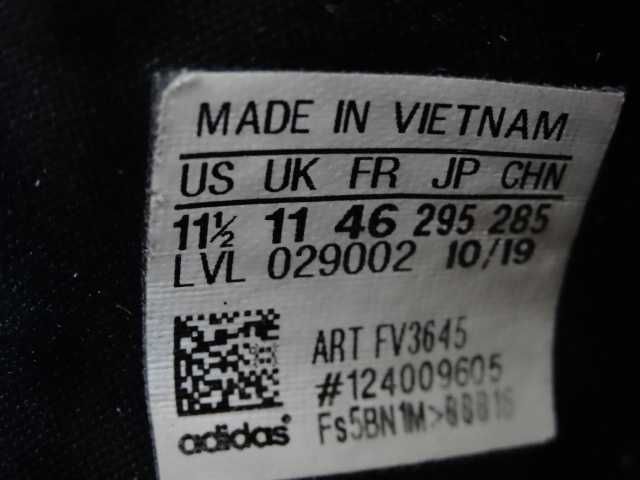 MADE IN VIETNAM
US UK FR JP CHN
11½ 11 46 295 285
LVL 029002 10/19
ART FV3645
#124009605
adidas